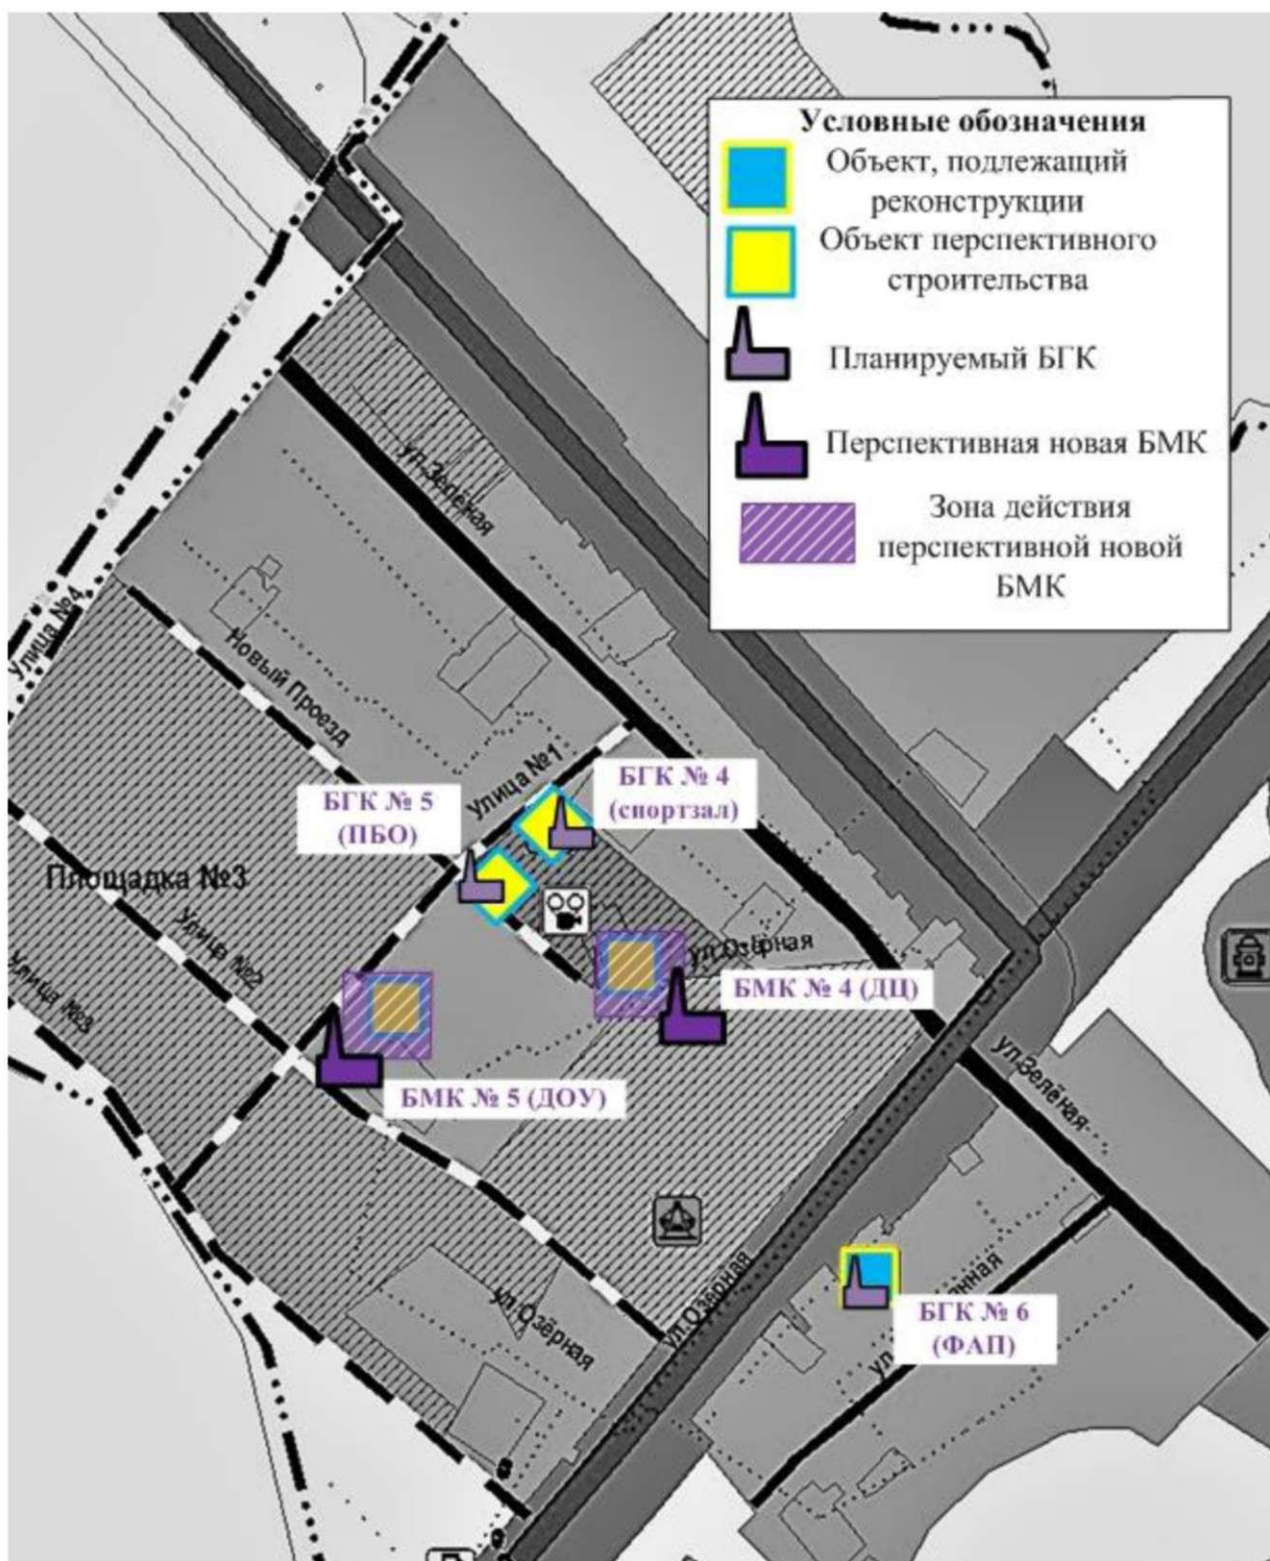 Условные обозначения
Объект, подлежащий
реконструкции
Объект перспективного
строительства
Планируемый БГК
Перспективная новая БМК
Зона действия
перспективной новой
БМК
ул.Зелёная
Улица №4
Новый Проезд
Улица №1
БГК № 4
(спортзал)
БГК № 5
(ПБО)
Площадка №3
Улица №2
Улица №3
ул.Озёрная
БМК № 4 (ДЦ)
ул.Зелёная
БМК № 5 (ДОУ)
ул.Озёрная
ул.Озёрная
БГК № 6
(ФАП)